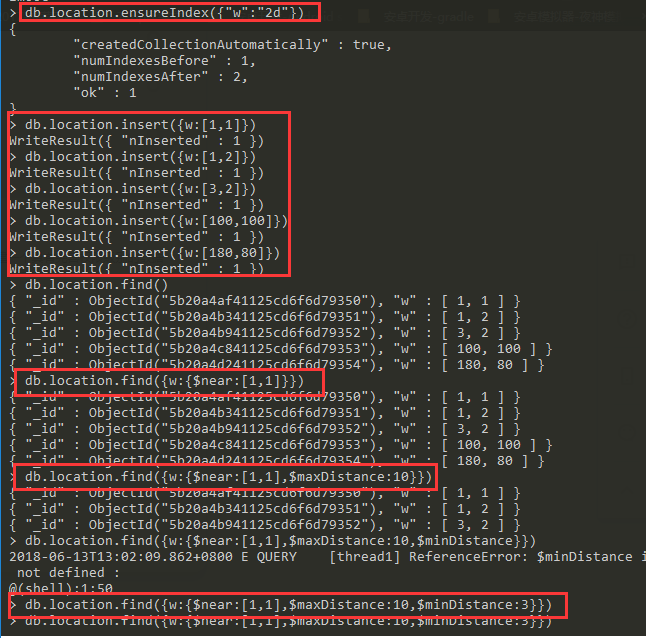 > db.location.ensureIndex({"w":"2d"})
{
"createdCollectionAutomatically" : true,
"numIndexesBefore" : 1,
"numIndexesAfter" : 2,
"ok" : 1
}
> db.location.insert({w:[1,1]})
WriteResult({ "nInserted" : 1 })
> db.location.insert({w:[1,2]})
WriteResult({ "nInserted" : 1 })
> db.location.insert({w:[3,2]})
WriteResult({ "nInserted" : 1 })
> db.location.insert({w:[100,100]})
WriteResult({ "nInserted" : 1 })
> db.location.insert({w:[180,80]})
WriteResult({ "nInserted" : 1 })
> db.location.find()
{ "_id" : ObjectId("5b20a4af41125cd6f6d79350"), "w" : [ 1, 1 ] }
{ "_id" : ObjectId("5b20a4b341125cd6f6d79351"), "w" : [ 1, 2 ] }
{ "_id" : ObjectId("5b20a4b941125cd6f6d79352"), "w" : [ 3, 2 ] }
{ "_id" : ObjectId("5b20a4c841125cd6f6d79353"), "w" : [ 100, 100 ] }
{ "_id" : ObjectId("5b20a4d241125cd6f6d79354"), "w" : [ 180, 80 ] }
> db.location.find({w:{$near:[1,1]}})
{ "_id" : ObjectId("5b20a4af41125cd6f6d79350"), "w" : [ 1, 1 ] }
{ "_id" : ObjectId("5b20a4b341125cd6f6d79351"), "w" : [ 1, 2 ] }
{ "_id" : ObjectId("5b20a4b941125cd6f6d79352"), "w" : [ 3, 2 ] }
{ "_id" : ObjectId("5b20a4c841125cd6f6d79353"), "w" : [ 100, 100 ] }
{ "_id" : ObjectId("5b20a4d241125cd6f6d79354"), "w" : [ 180, 80 ] }
> db.location.find({w:{$near:[1,1],$maxDistance:10}})
{ "_id" : ObjectId("5b20a4af41125cd6f6d79350"), "w" : [ 1, 1 ] }
{ "_id" : ObjectId("5b20a4b341125cd6f6d79351"), "w" : [ 1, 2 ] }
{ "_id" : ObjectId("5b20a4b941125cd6f6d79352"), "w" : [ 3, 2 ] }
> db.location.find({w:{$near:[1,1],$maxDistance:10,$minDistance}})
2018-06-13T13:02:09.862+0800 E QUERY [thread1] ReferenceError: $minDistance i
not defined :
@(shell):1:50
> db.location.find({w:{$near:[1,1],$maxDistance:10,$minDistance:3}})
> db.location.find({w:{$near:[1,1],$maxDistance:10,$minDistance:3}})